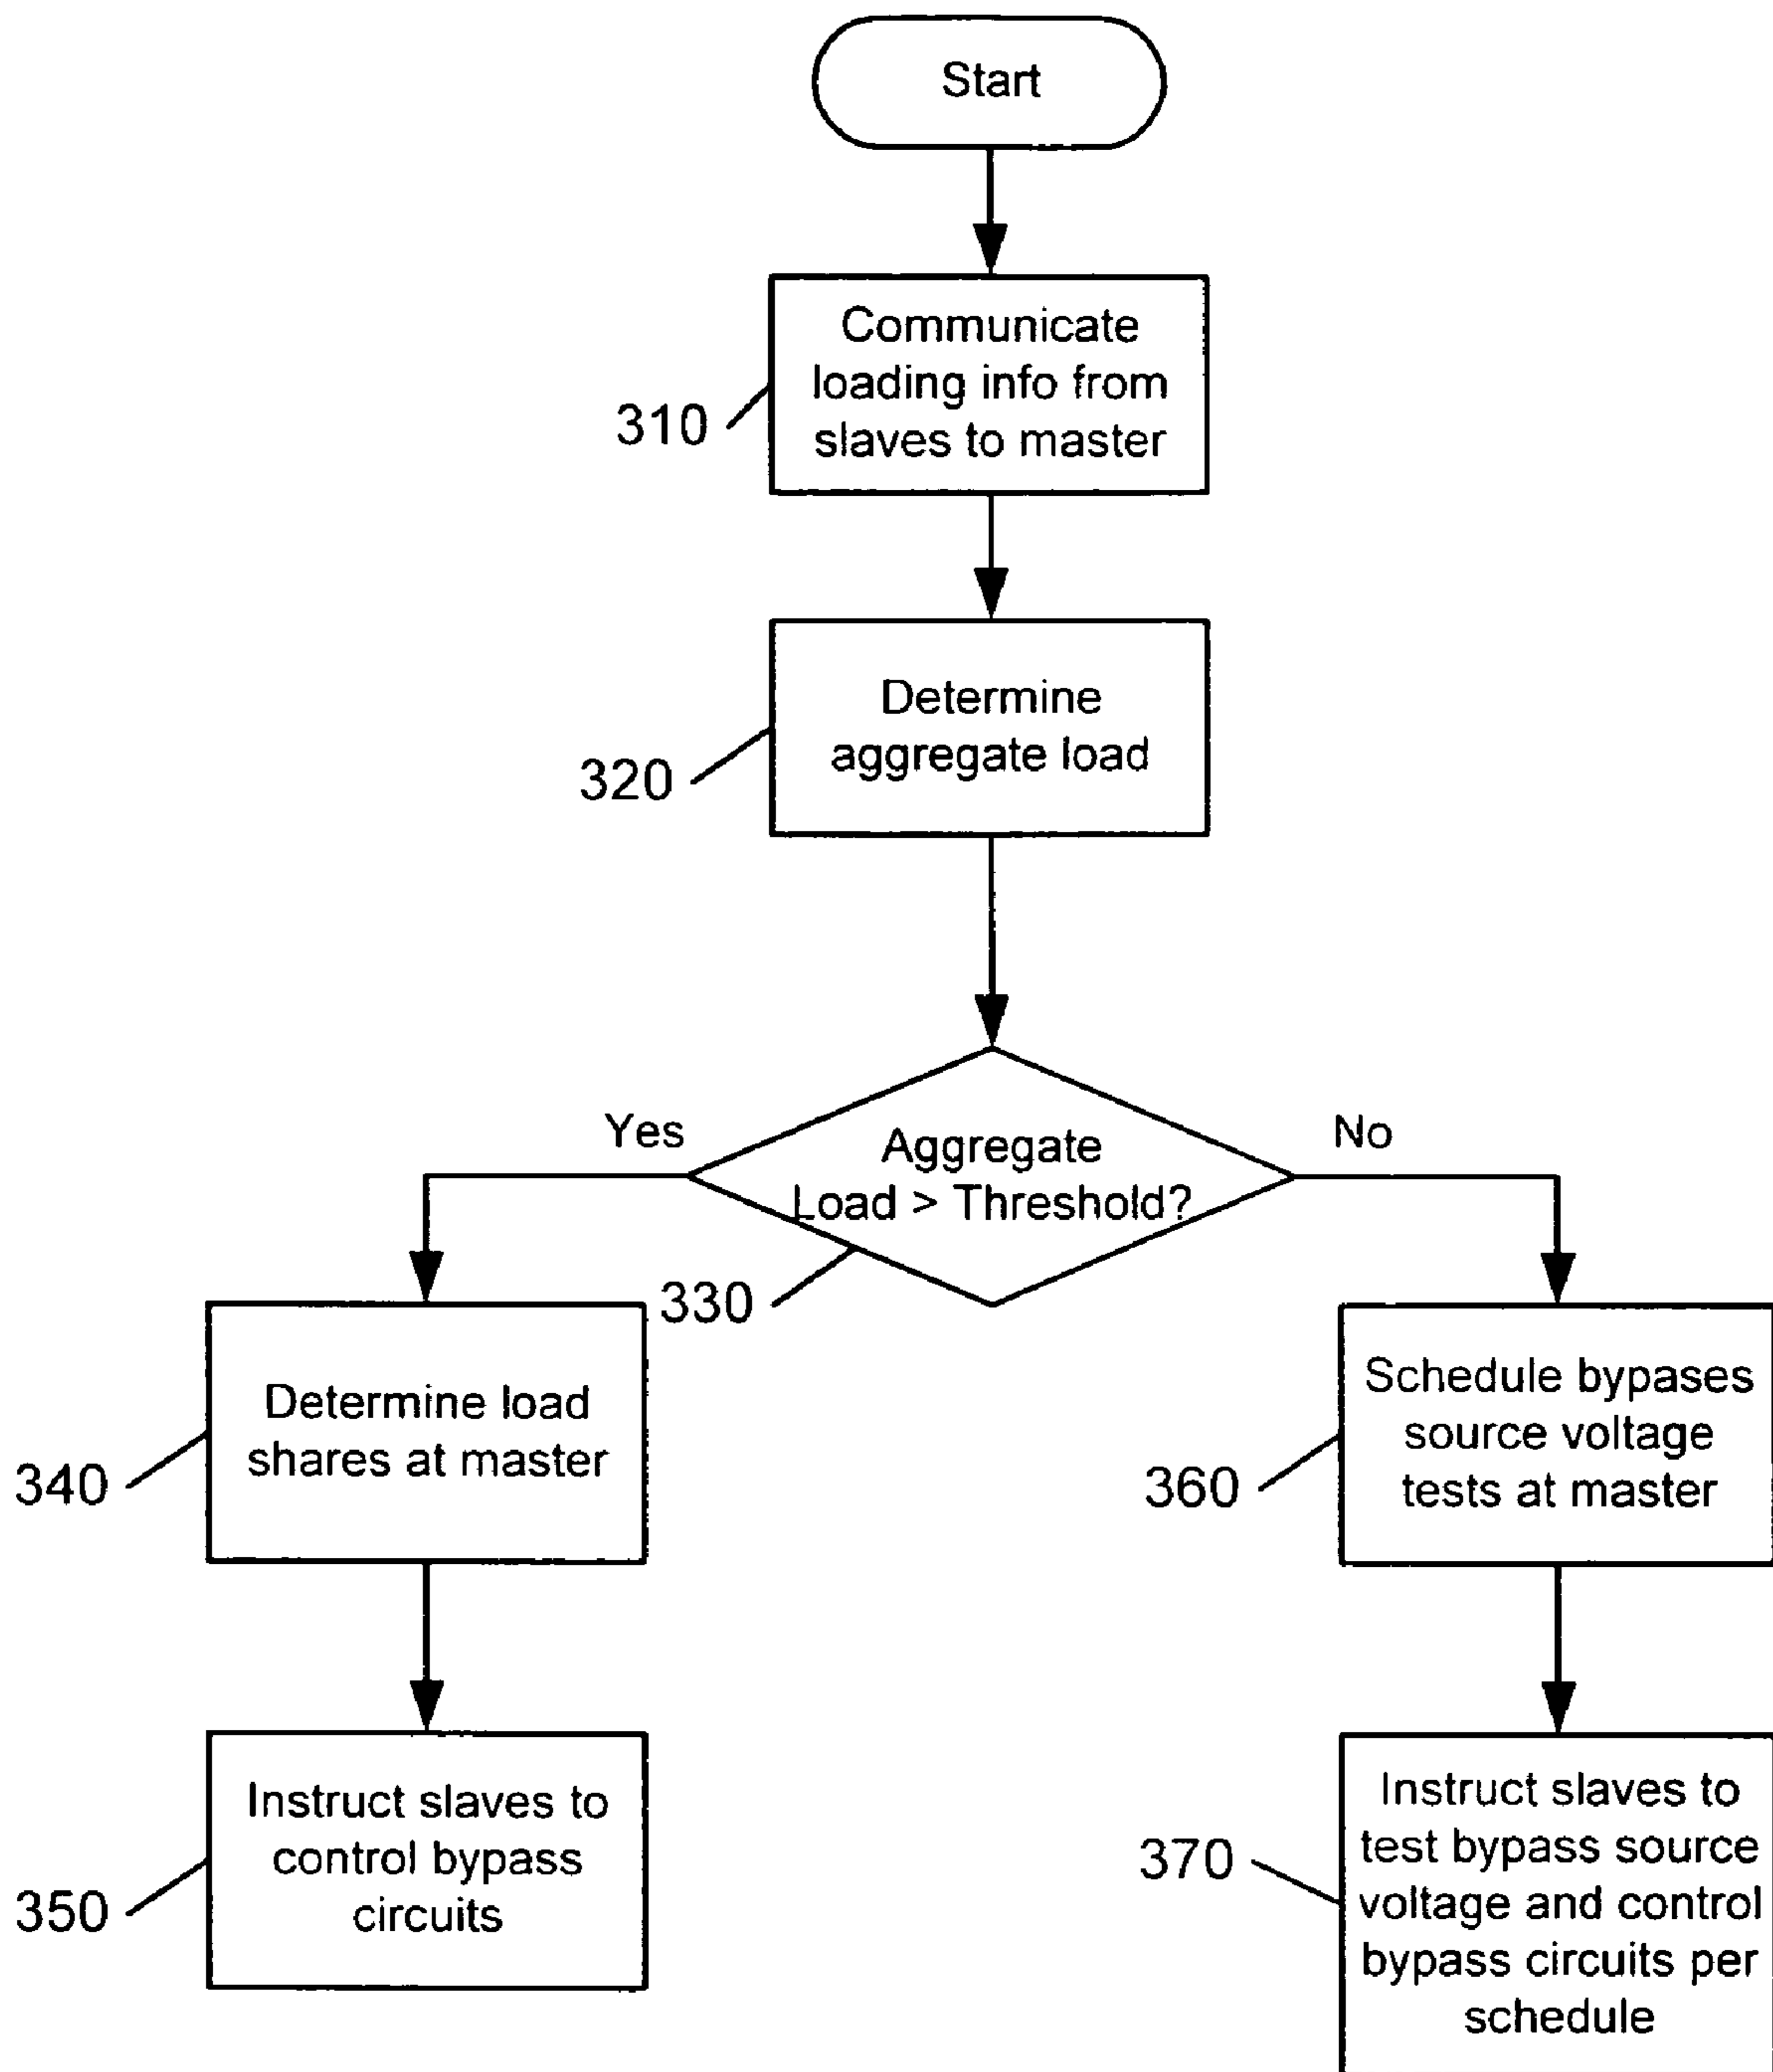 Start
Communicate
loading info from
slaves to master
310
Determine
aggregate load
320
Yes
No
Aggregate
Load > Threshold?
330
Determine load
shares at master
340
Schedule bypases
source voltage
tests at master
360
Instruct slaves to
control bypass
circuits
350
Instruct slaves to
test bypass source
voltage and control
bypass circuits per
schedule
370